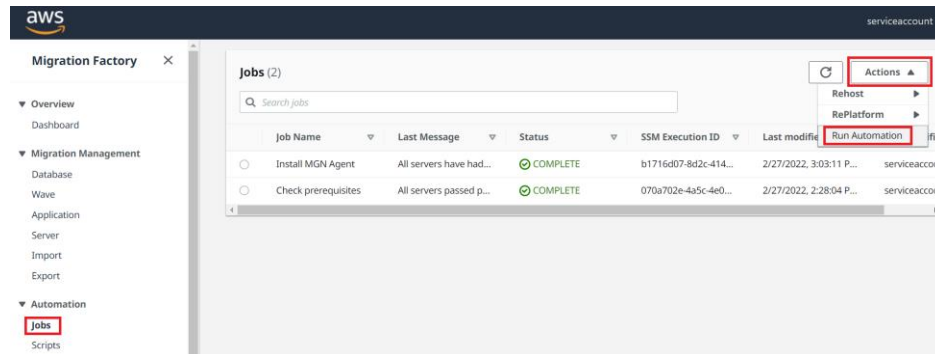 aws
serviceaccount
Migration Factory
Jobs (2)
Actions
Search jobs
Rehost
RePlatform
Run Automation
Overview
Dashboard
Job Name Last Message Status SSM Execution ID Last modifie
Migration Management
Database
Wave
Application
Server
Import
Export
Install MGN Agent All servers have had... COMPLETE b1716d07-8d2c-414... 2/27/2022, 3:03:11 P... serviceacco
Check prerequisites All servers passed p... COMPLETE 070a702e-4a5c-4e0... 2/27/2022, 2:28:04 P... serviceacco
Automation
Jobs
Scripts